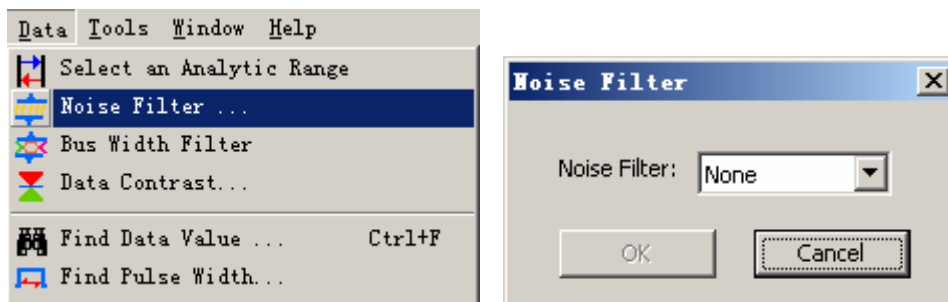 Data Tools Window Help
Select an Analytic Range
Noise Filter ...
Bus Width Filter
Data Contrast...
Find Data Value ... Ctrl+F
Find Pulse Width...
Noise Filter
Noise Filter: None
OK Cancel